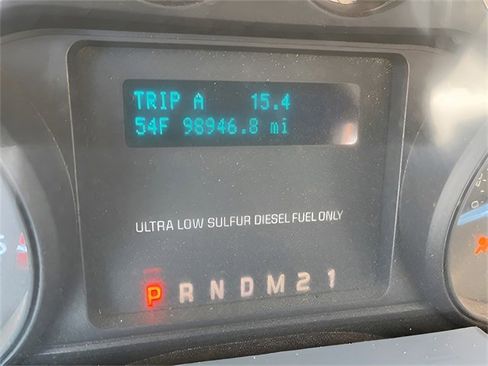 TRIP A 15.4
54F 98946.8 mi
ULTRA LOW SULFUR DIESEL FUEL ONLY
P R N D M 2 1